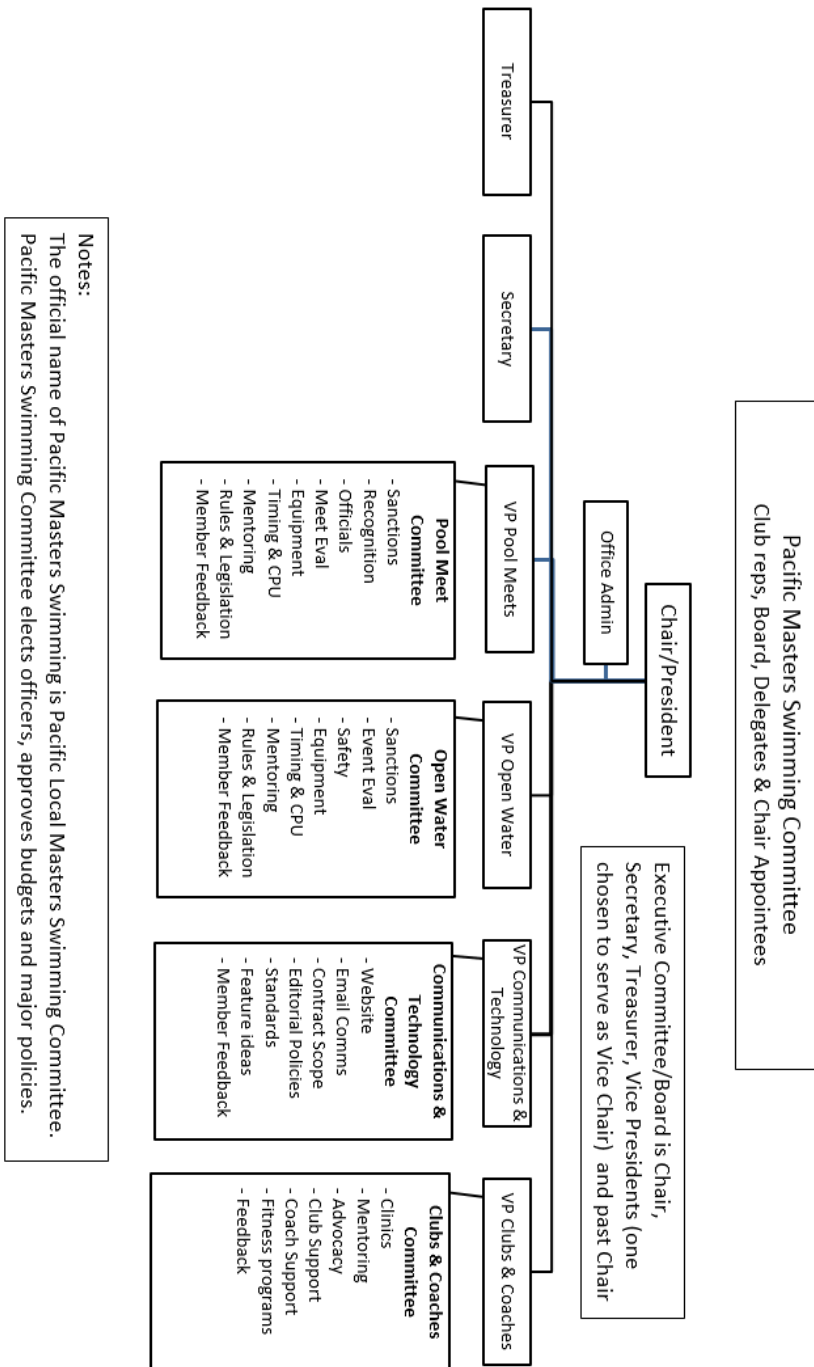 Pacific Masters Swimming Committee
Club reps, Board, Delegates & Chair Appointees
Chair/President
Executive Committee/Board is Chair,
Secretary, Treasurer, Vice Presidents (one
chosen to serve as Vice Chair) and past Chair
Office Admin
Treasurer
Secretary
VP Pool Meets
VP Open Water
VP Communications &
Technology
VP Clubs & Coaches
Pool Meet
Committee
- Sanctions
- Recognition
- Officials
- Meet Eval
- Equipment
- Timing & CPU
- Mentoring
- Rules & Legislation
- Member Feedback
Open Water
Committee
- Sanctions
- Event Eval
- Safety
- Equipment
- Timing & CPU
- Mentoring
- Rules & Legislation
- Member Feedback
Communications &
Technology
Committee
- Website
- Email Comms
- Contract Scope
- Editorial Policies
- Standards
- Feature ideas
- Member Feedback
Clubs & Coaches
Committee
- Clinics
- Mentoring
- Advocacy
- Club Support
- Coach Support
- Fitness programs
- Feedback
Notes:
The official name of Pacific Masters Swimming is Pacific Local Masters Swimming Committee.
Pacific Masters Swimming Committee elects officers, approves budgets and major policies.